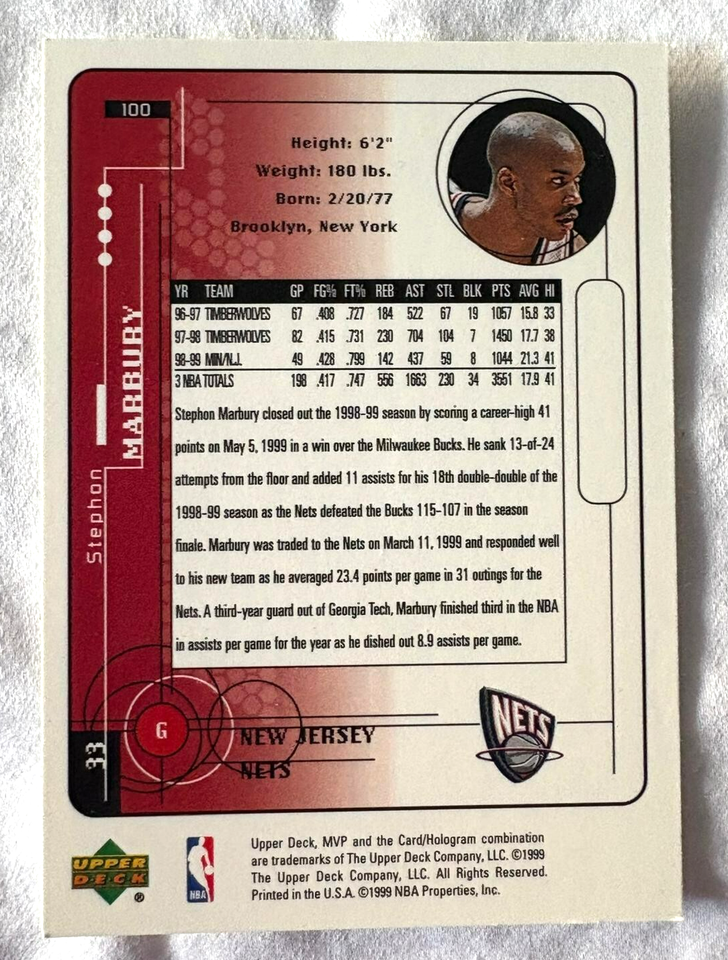 100
Height: 6'2"
Weight: 180 lbs.
Born: 2/20/77
Brooklyn, New York
Stephon
MARBURY
YR TEAM GP FG% FT% REB AST STL BLK PTS AVG HI
96-97 TIMBERWOLVES 67 .408 .727 184 522 67 19 1057 15.8 33
97-98 TIMBERWOLVES 82 .415 .731 230 704 104 7 1450 17.7 38
98-99 MIN/N.J. 49 .428 .799 142 437 59 8 1044 21.3 41
3 NBA TOTALS 198 .417 .747 556 1663 230 34 3551 17.9 41
Stephon Marbury closed out the 1998-99 season by scoring a career-high 41
points on May 5, 1999 in a win over the Milwaukee Bucks. He sank 13-of-24
attempts from the floor and added 11 assists for his 18th double-double of the
1998-99 season as the Nets defeated the Bucks 115-107 in the season
finale. Marbury was traded to the Nets on March 11, 1999 and responded well
to his new team as he averaged 23.4 points per game in 31 outings for the
Nets. A third-year guard out of Georgia Tech, Marbury finished third in the NBA
in assists per game for the year as he dished out 8.9 assists per game.
33
G
NEW JERSEY
NETS
NETS
UPPER
DECK
®
NBA
Upper Deck, MVP and the Card/Hologram combination
are trademarks of The Upper Deck Company, LLC. ©1999
The Upper Deck Company, LLC. All Rights Reserved.
Printed in the U.S.A. ©1999 NBA Properties, Inc.